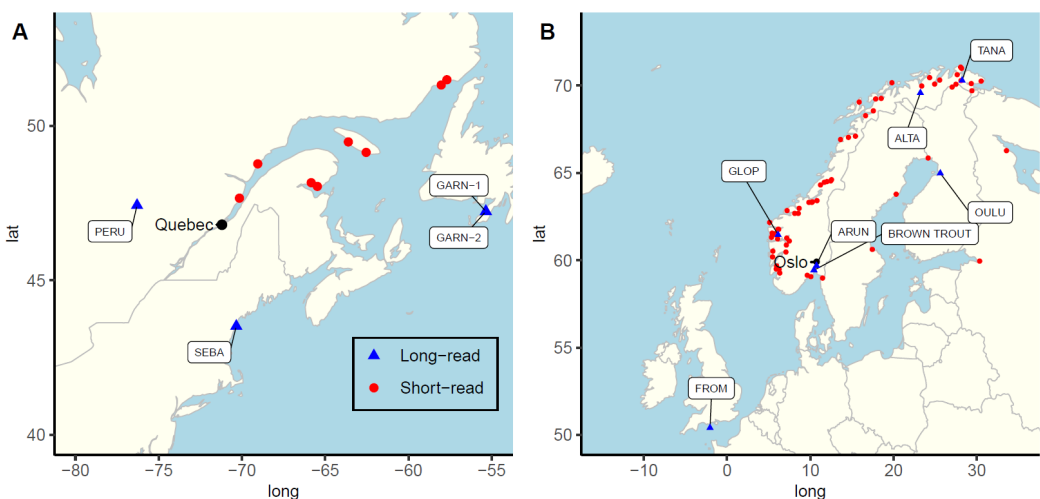 A
50
45
40
lat
−80
−75
−70
−65
−60
−55
long
GARN−1
GARN−2
PERU
Quebec
SEBA
Long−read
Short−read
B
70
65
60
55
50
lat
−10
0
10
20
30
long
TANA
ALTA
GLOP
OULU
ARUN
BROWN TROUT
Oslo
FROM